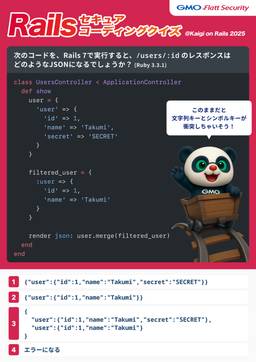 GMO Flatt Security
Rails セキュア
コーディングクイズ @Kaigi on Rails 2025
次のコードを、Rails 7で実行すると、/users/:id のレスポンスは
どのようなJSONになるでしょうか？ (Ruby 3.3.1)
class UsersController < ApplicationController
def show
user = {
'user' => {
'id' => 1,
'name' => 'Takumi',
'secret' => 'SECRET'
}
}
このままだと
文字列キーとシンボルキーが
衝突しちゃいそう！
filtered_user = {
:user => {
'id' => 1,
'name' => 'Takumi'
}
}
GMO
render json: user.merge(filtered_user)
end
end
1 {"user":{"id":1,"name":"Takumi","secret":"SECRET"}}
2 {"user":{"id":1,"name":"Takumi"}}
3 {
"user":{"id":1,"name":"Takumi","secret":"SECRET"},
"user":{"id":1,"name":"Takumi"}
}
4 エラーになる